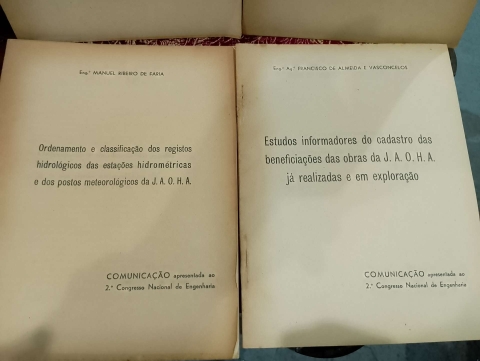 Eng.º MANUEL RIBEIRO DE FARIA
Ordenamento e classificação dos registos
hidrológicos das estações hidrométricas
e dos postos meteorológicos da J. A. O. H. A.
COMUNICAÇÃO apresentada ao
2.º Congresso Nacional de Engenharia
Eng.º Ag.º FRANCISCO DE ALMEIDA E VASCONCELOS
Estudos informadores do cadastro das
beneficiações das obras da J. A. O. H. A.
já realizadas e em exploração
COMUNICAÇÃO apresentada ao
2.º Congresso Nacional de Engenharia